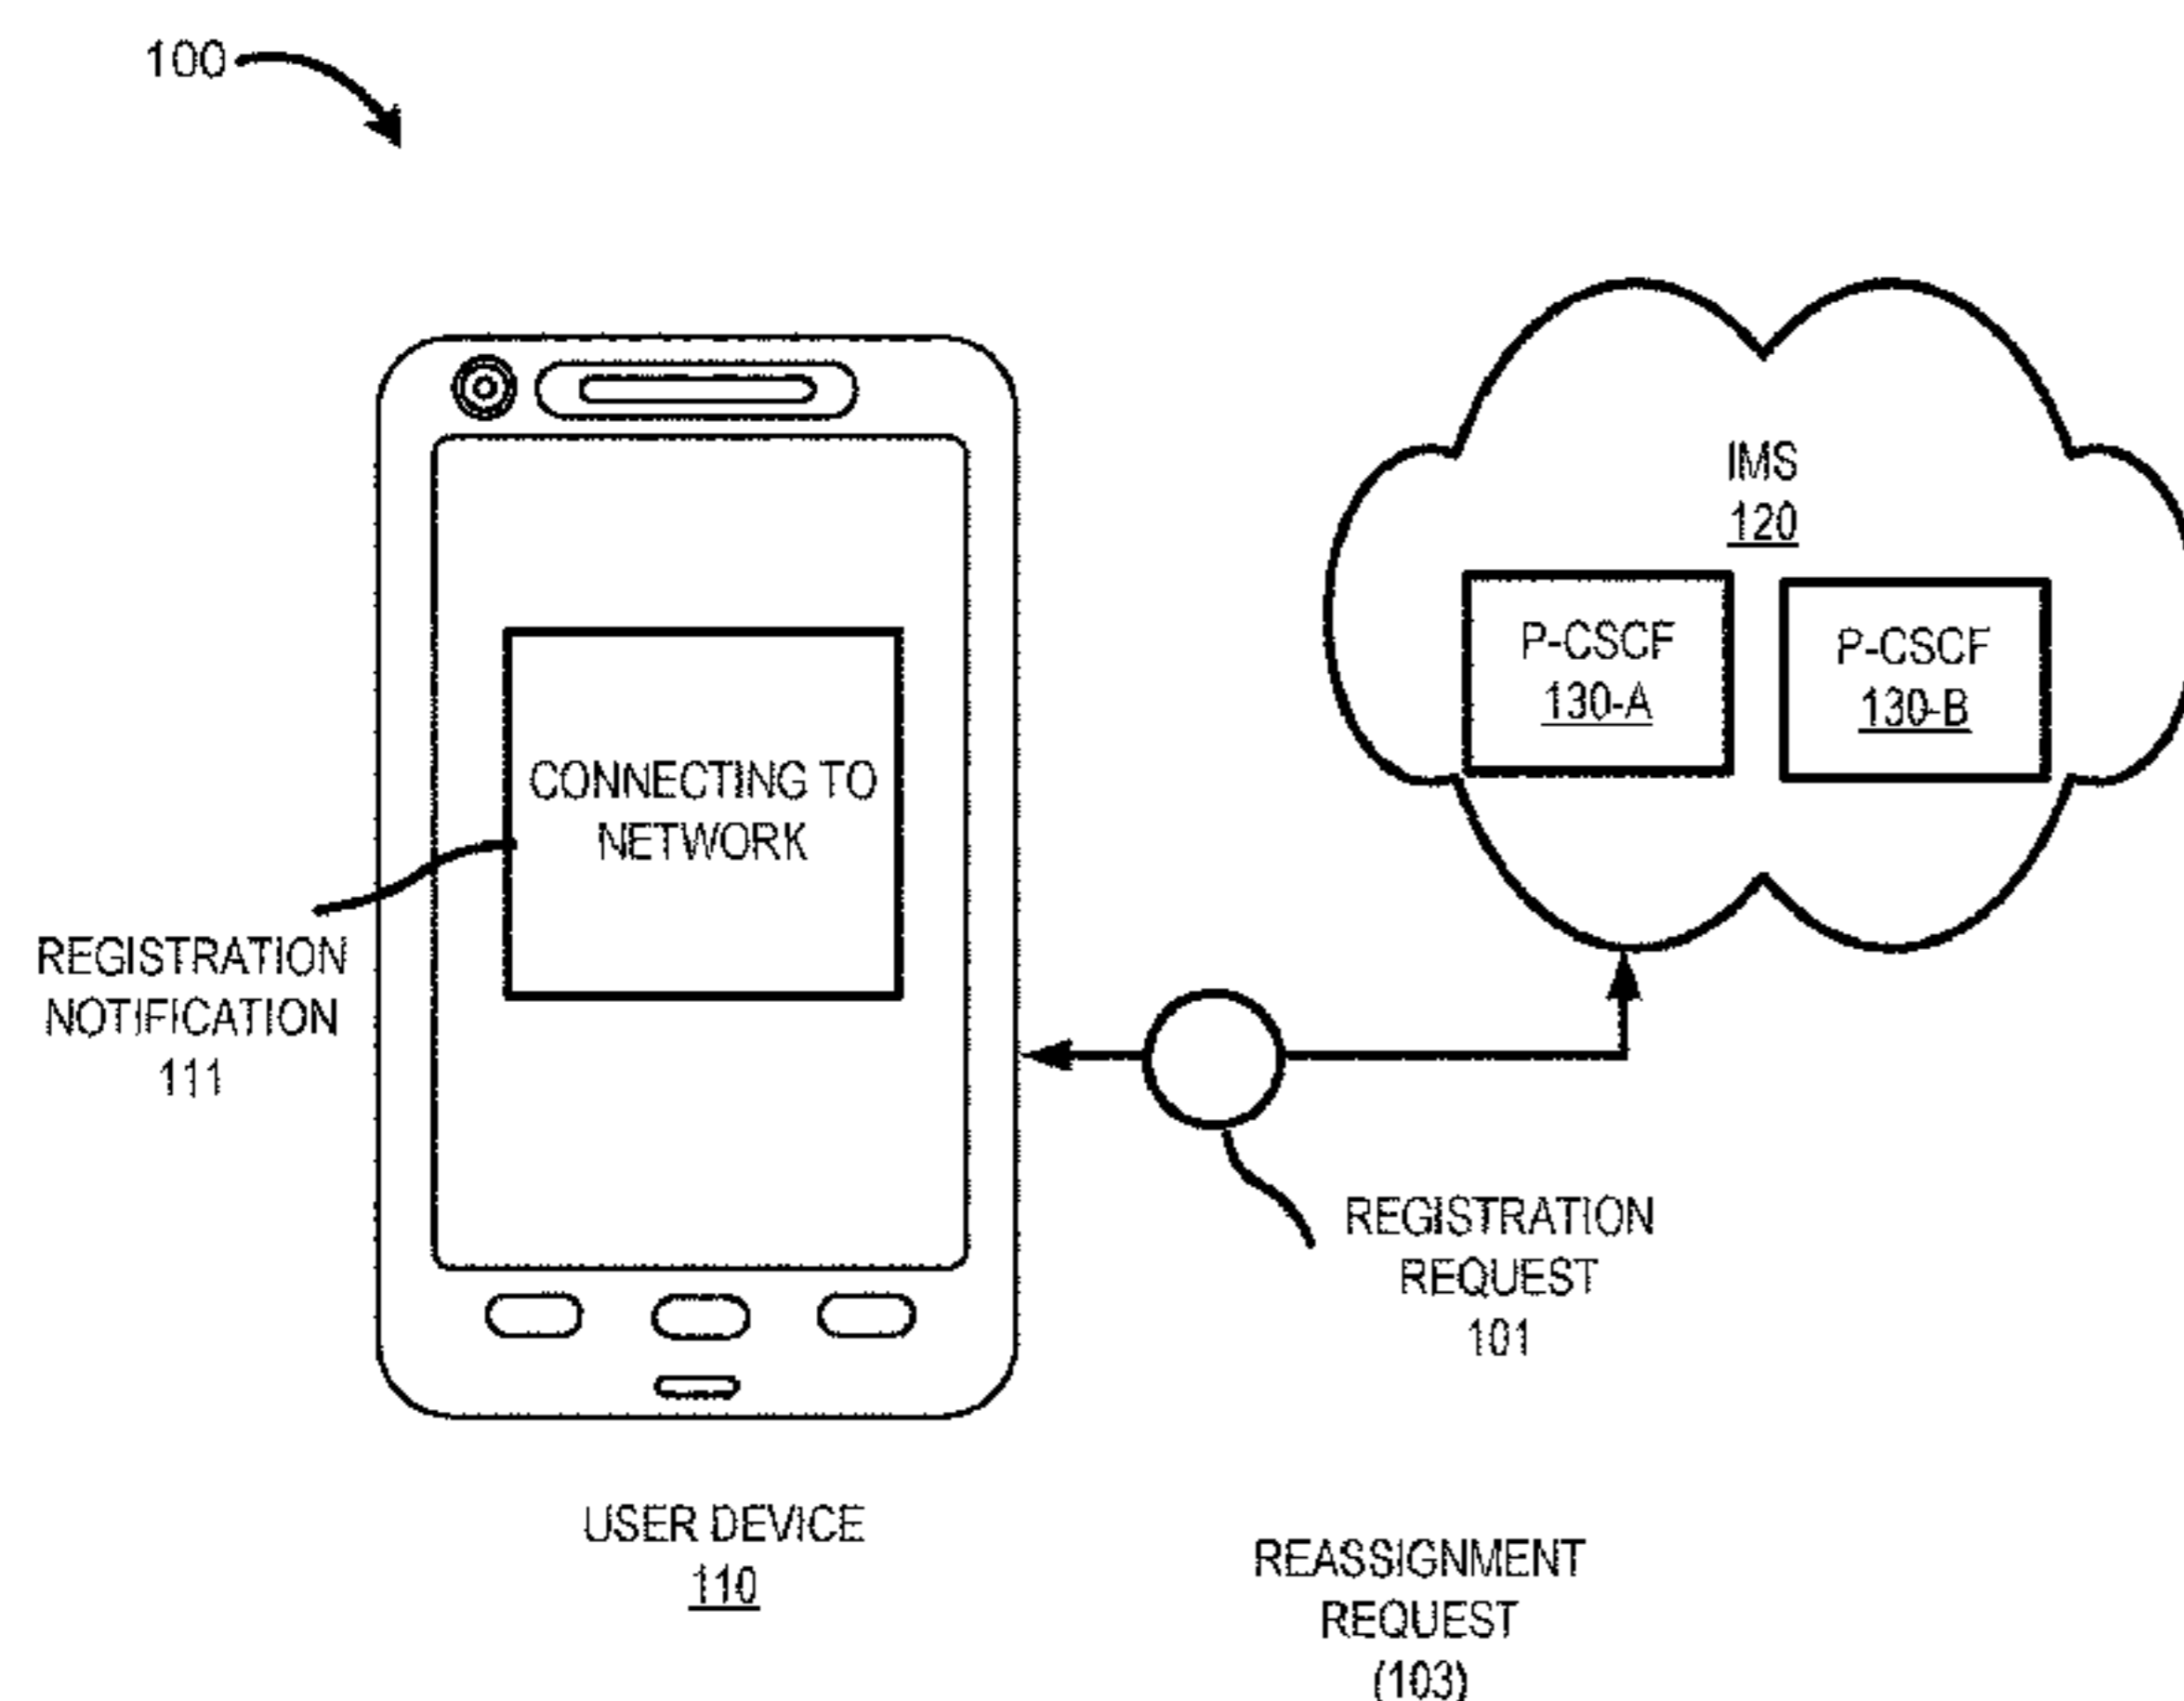 100
IMS
120
P-CSCF
130-A
P-CSCF
130-B
CONNECTING TO
NETWORK
REGISTRATION
NOTIFICATION
111
REGISTRATION
REQUEST
101
USER DEVICE
110
REASSIGNMENT
REQUEST
(103)